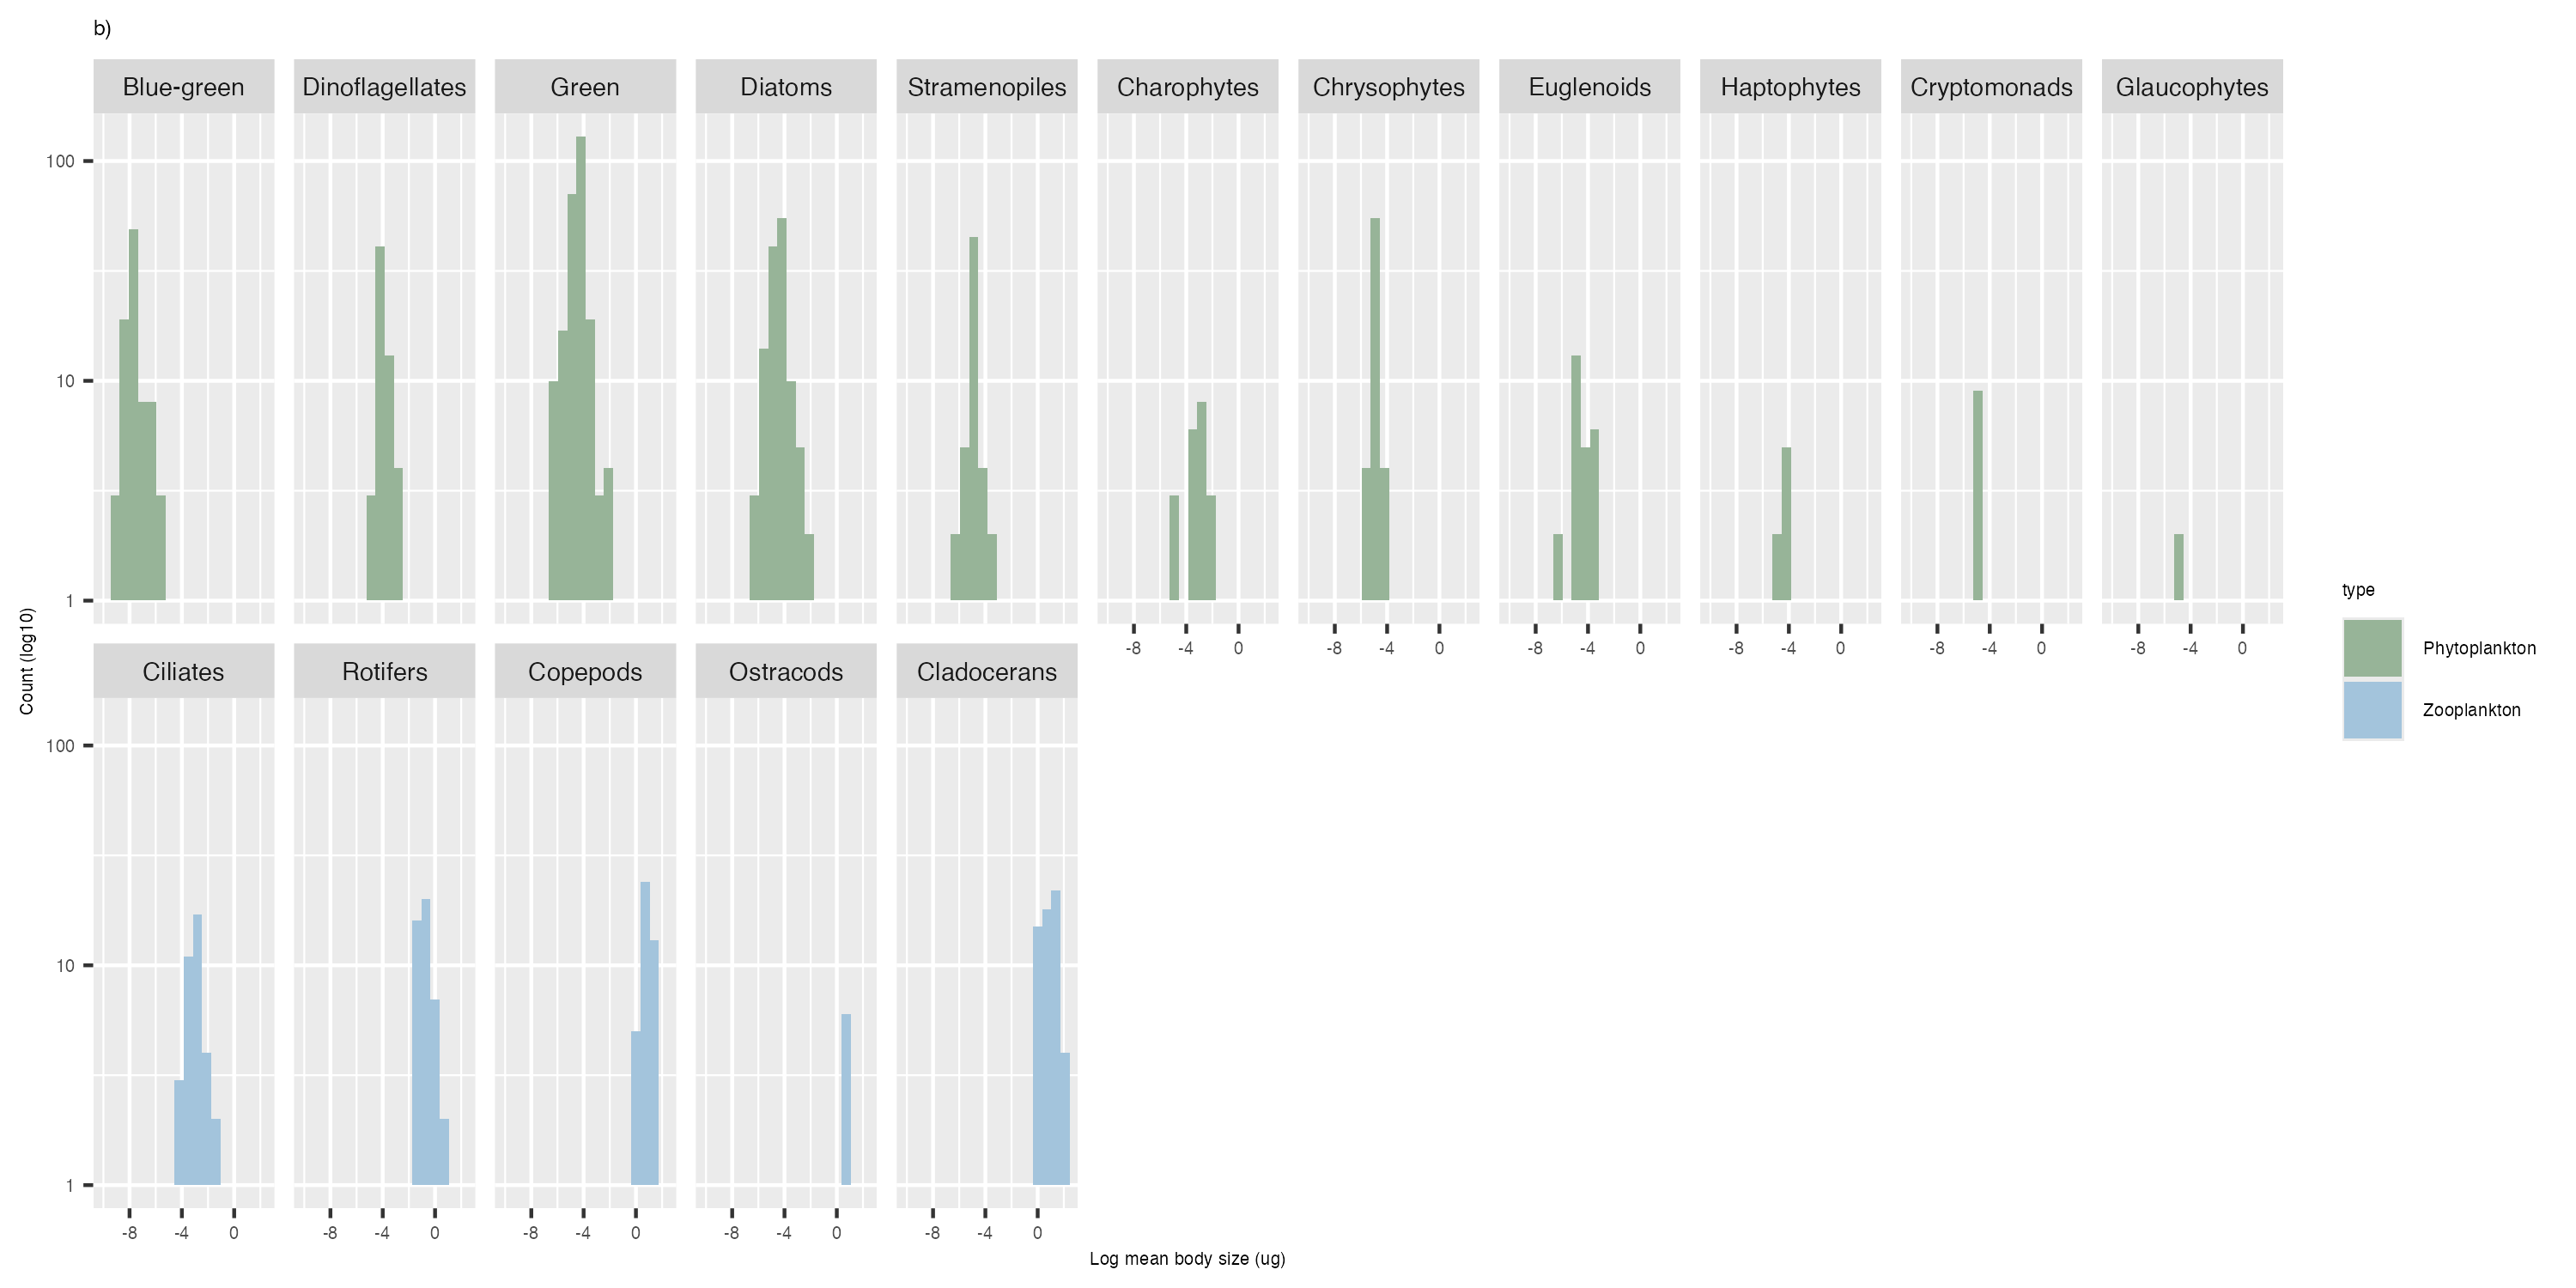 b)
Blue-green Dinoflagellates Green Diatoms Stramenopiles Charophytes Chrysophytes Euglenoids Haptophytes Cryptomonads Glaucophytes
100
10
1
-8 -4 0 -8 -4 0 -8 -4 0 -8 -4 0 -8 -4 0 -8 -4 0
Ciliates Rotifers Copepods Ostracods Cladocerans
100
10
1
-8 -4 0 -8 -4 0 -8 -4 0 -8 -4 0 -8 -4 0
Count (log10)
Log mean body size (ug)
type
Phytoplankton
Zooplankton